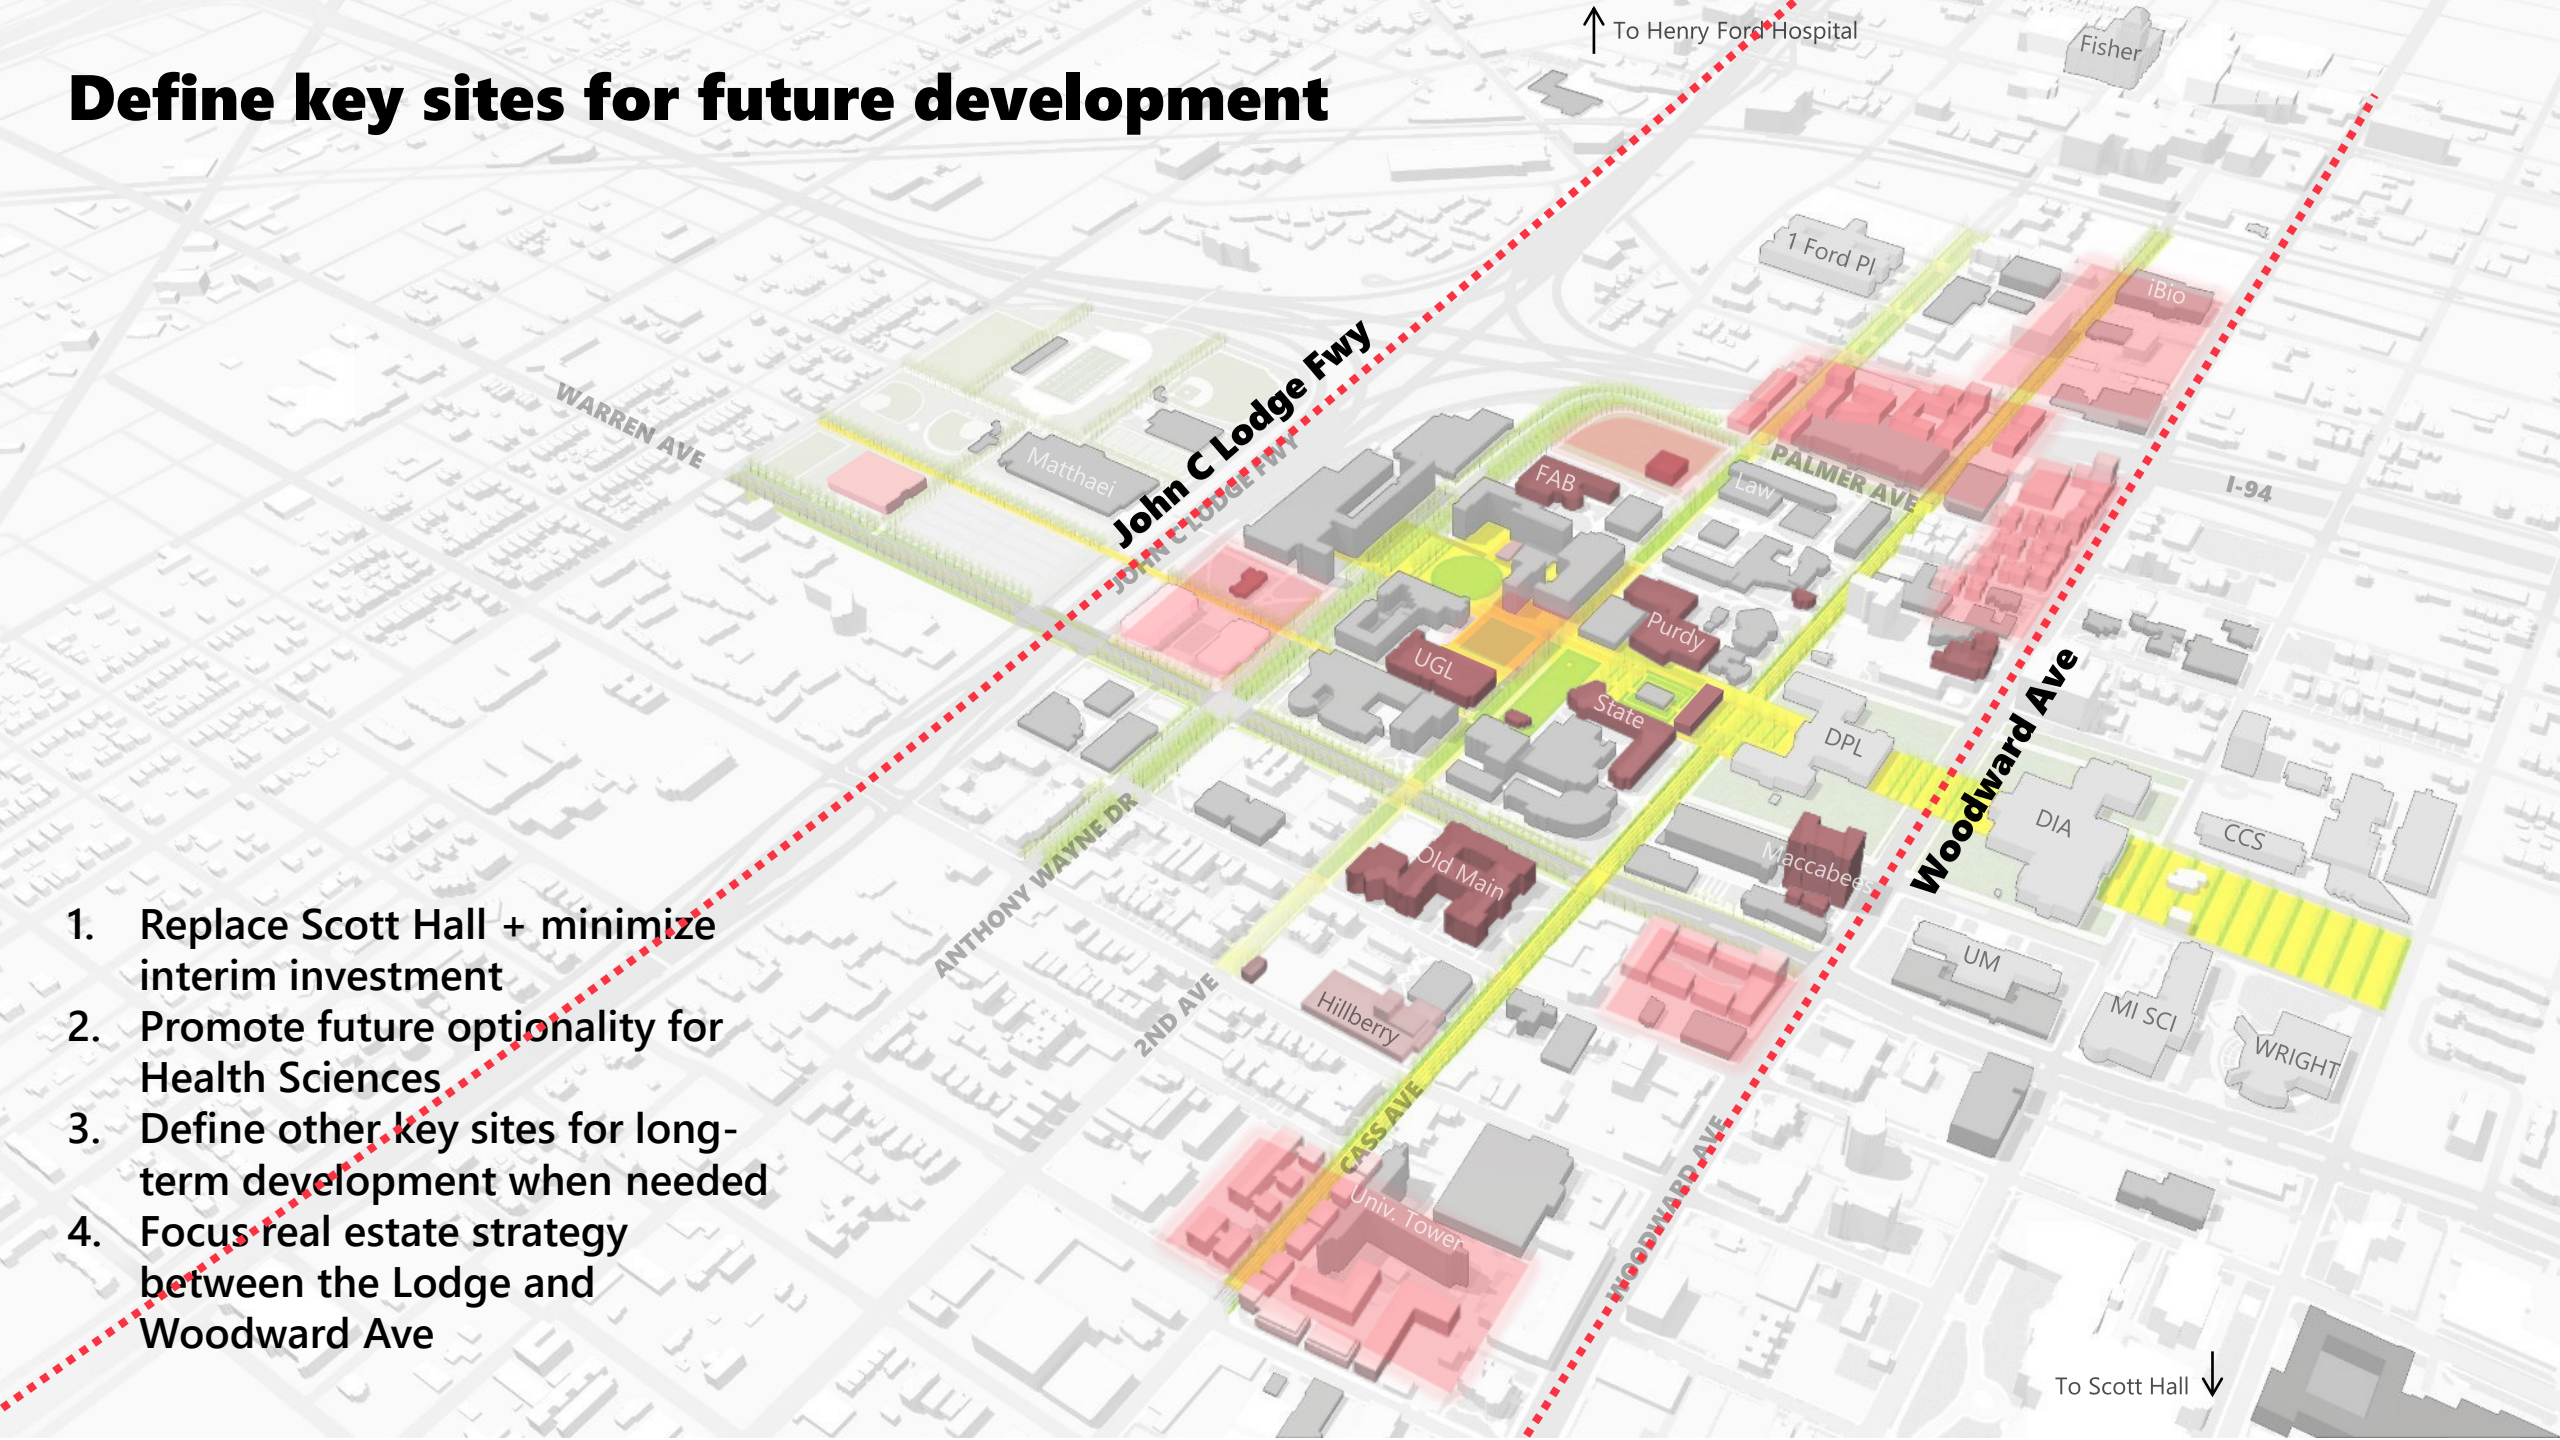 To Henry Ford Hospital
Fisher
Define key sites for future development
1 Ford Pl
iBio
WARREN AVE
John C Lodge Fwy
JOHN C LODGE FWY
Matthaei
FAB
Law
PALMER AVE
I-94
UGL
Purdy
State
DPL
Woodward Ave
DIA
CCS
ANTHONY WAYNE DR
Old Main
Maccabees
2ND AVE
Hillberry
UM
MI SCI
WRIGHT
CASS AVE
WOODWARD AVE
Univ. Tower
1. Replace Scott Hall + minimize
interim investment
2. Promote future optionality for
Health Sciences
3. Define other key sites for long-
term development when needed
4. Focus real estate strategy
between the Lodge and
Woodward Ave
To Scott Hall